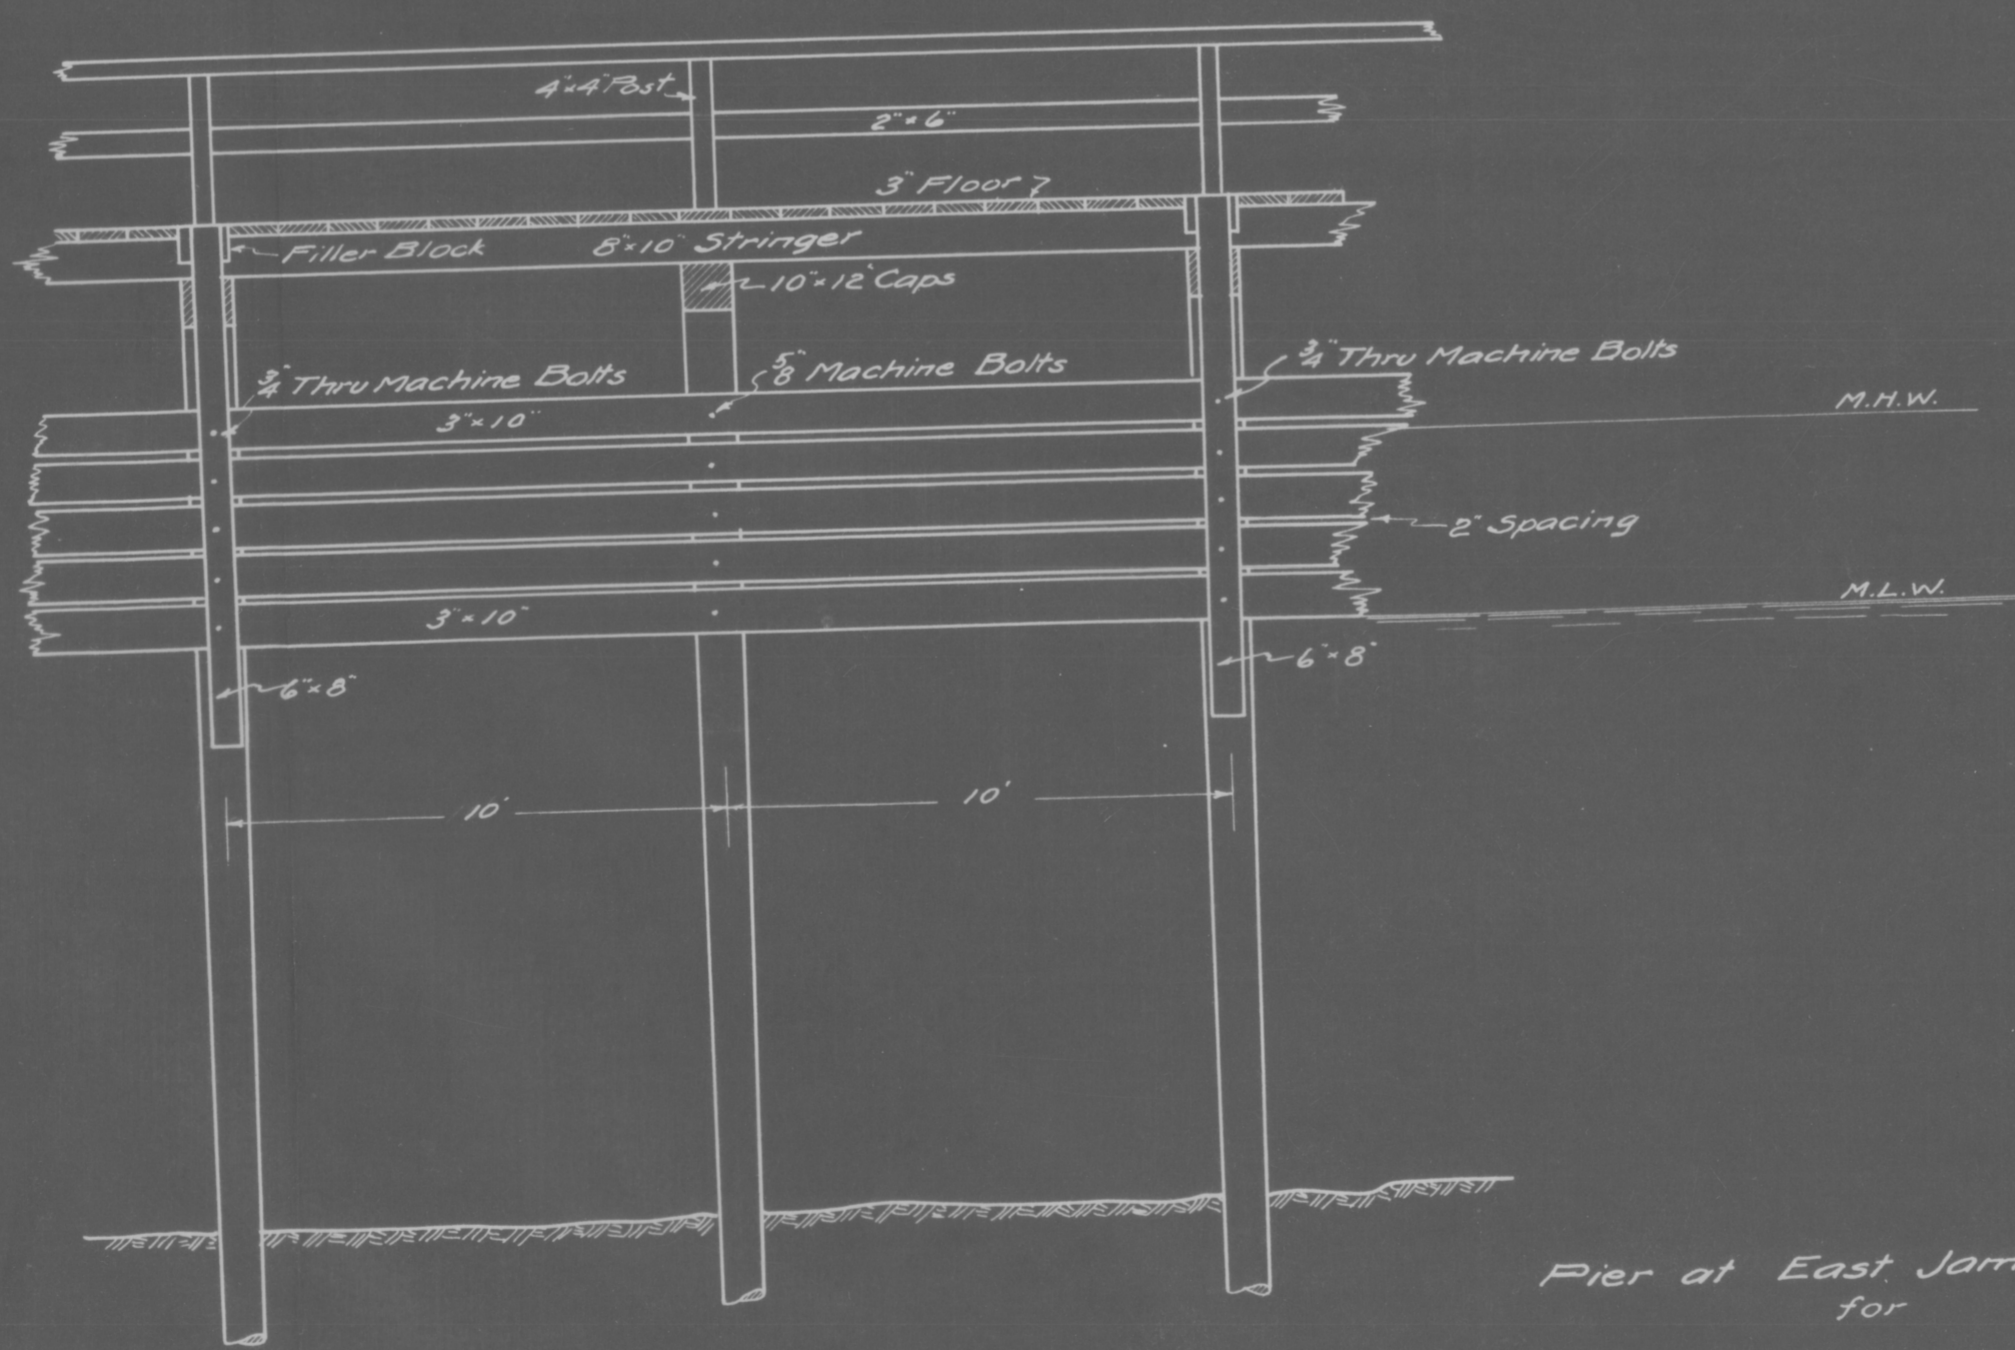 4"x4" Post
2"x6"
3" Floor
Filler Block
8"x10" Stringer
10"x12" Caps
3/4" Thru Machine Bolts
5/8" Machine Bolts
3/4" Thru Machine Bolts
M.H.W.
3"x10"
2" Spacing
M.L.W.
3"x10"
6"x8"
6"x8"
10'
10'
Pier at East
for